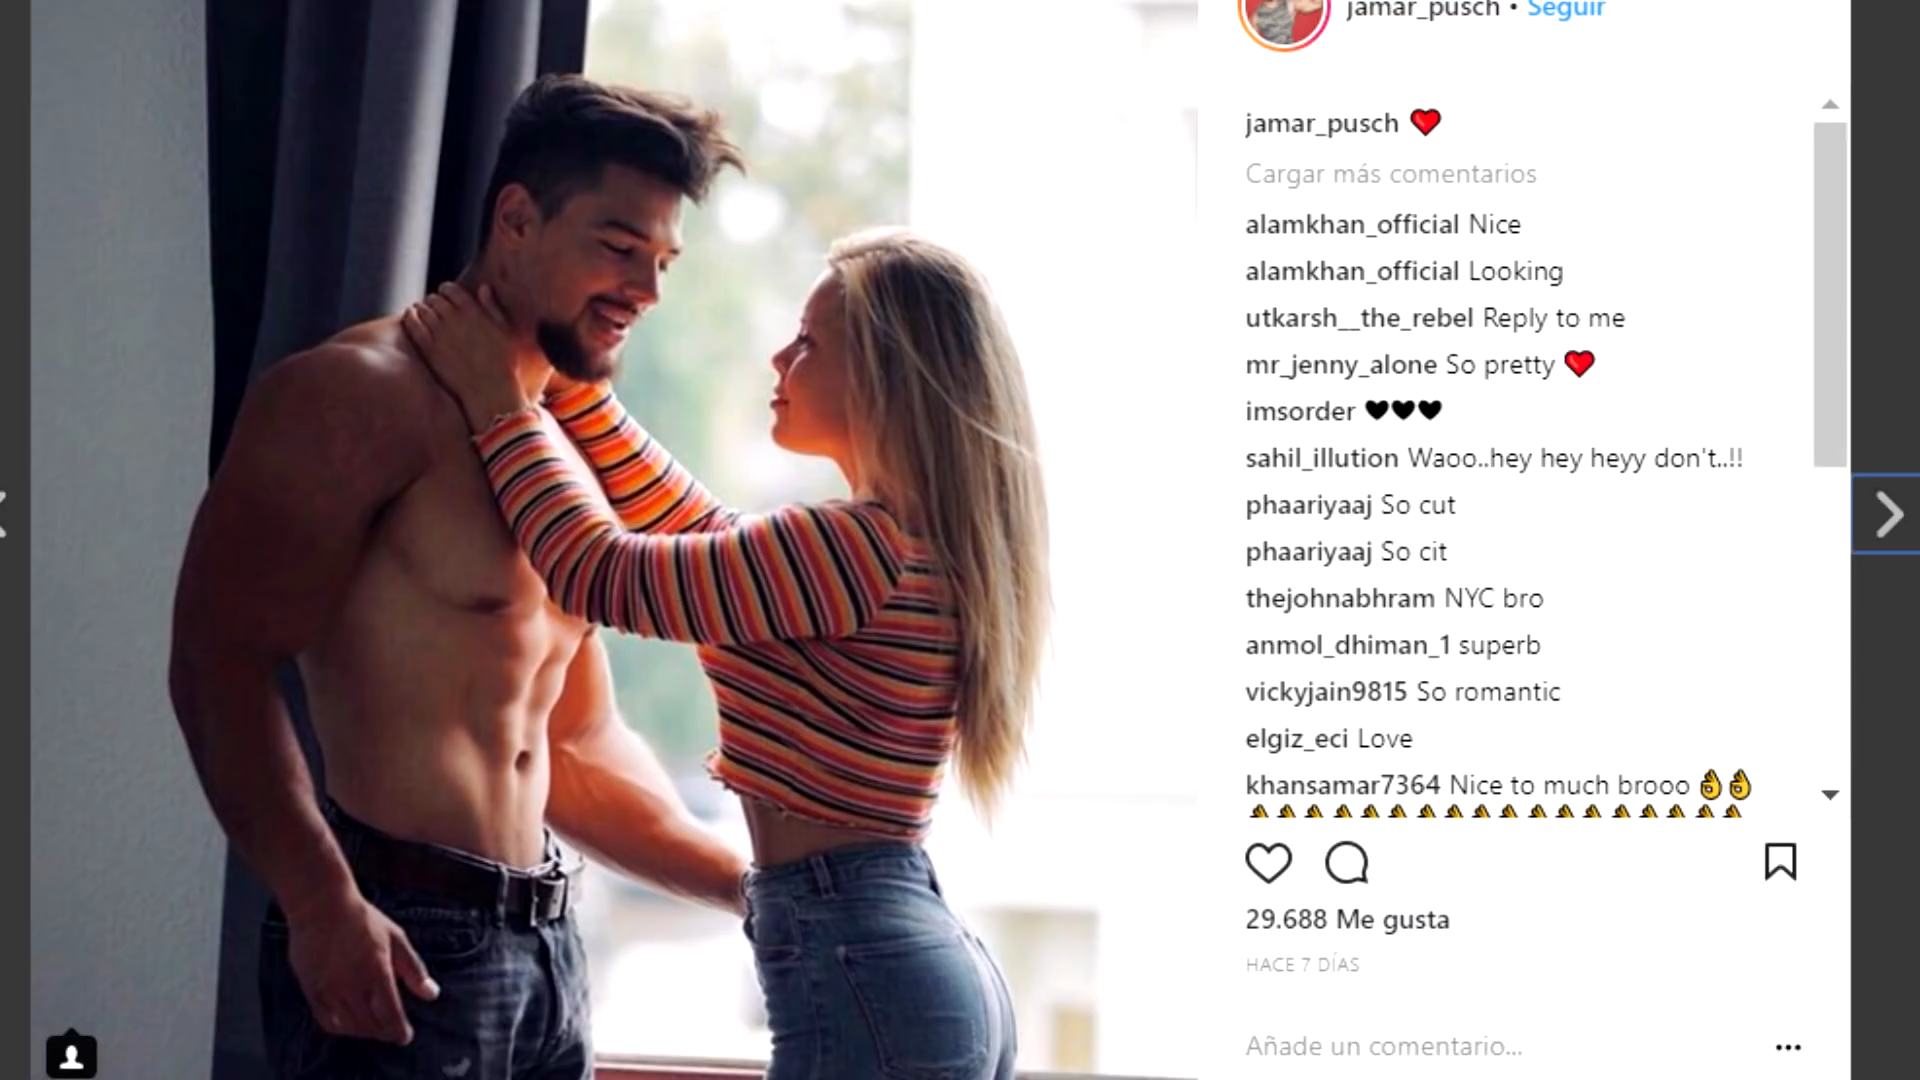 jamar_pusch • Seguir
jamar_pusch ❤️
Cargar más comentarios
alamkhan_official Nice
alamkhan_official Looking
utkarsh__the_rebel Reply to me
mr_jenny_alone So pretty ❤️
imsorder 🖤🖤🖤
sahil_illution Waoo..hey hey heyy don't..!!
phaariyaaj So cut
phaariyaaj So cit
thejohnabhram NYC bro
anmol_dhiman_1 superb
vickyjain9815 So romantic
elgiz_eci Love
khansamar7364 Nice to much brooo 👌👌
👌👌👌👌👌👌👌👌👌👌👌👌👌👌👌👌👌👌
29.688 Me gusta
HACE 7 DÍAS
Añade un comentario...